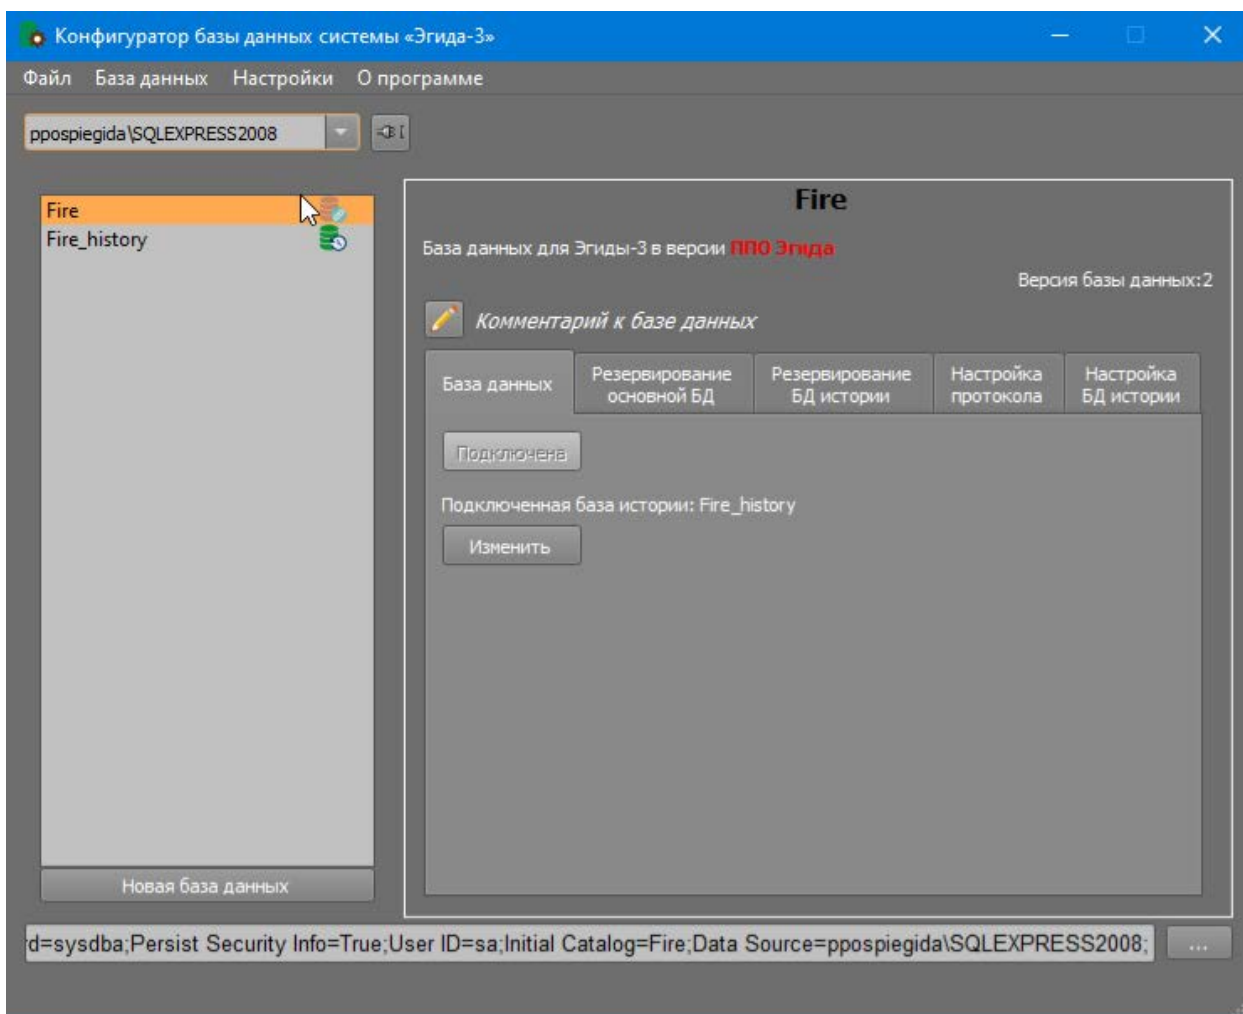 Конфигуратор базы данных системы «Эгида-3»
Файл База данных Настройки О программе
ppospiegida\SQLEXPRESS2008
Fire
Fire_history
Новая база данных
Fire
База данных для Эгиды-3 в версии ППО Эгида
Версия базы данных:2
Комментарий к базе данных
База данных
Резервирование
основной БД
Резервирование
БД истории
Настройка
протокола
Настройка
БД истории
Подключена
Подключенная база истории: Fire_history
Изменить
d=sysdba;Persist Security Info=True;User ID=sa;Initial Catalog=Fire;Data Source=ppospiegida\SQLEXPRESS2008;
...